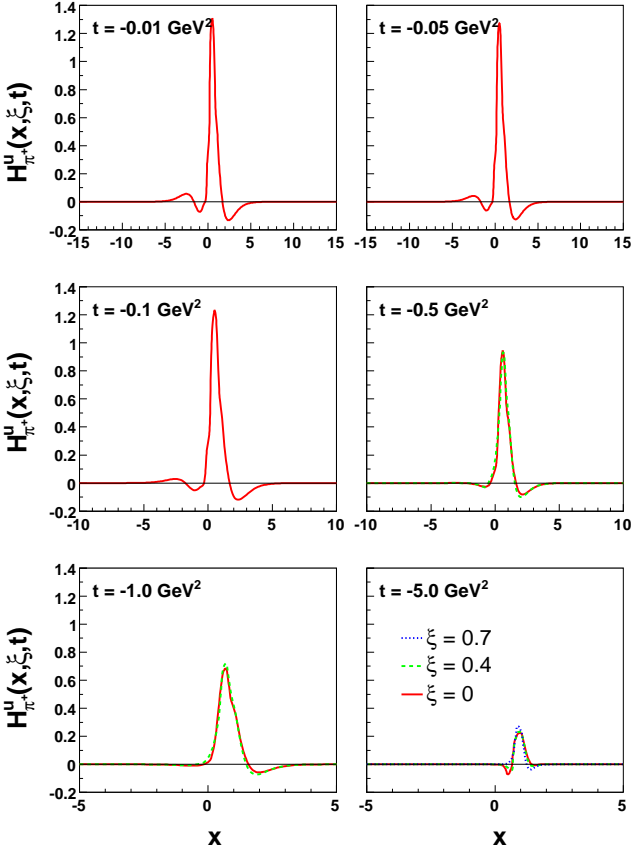 1.4
1.2
1
0.8
0.6
0.4
0.2
0
-0.2
H^u_π+(x,ξ,t)
t = -0.01 GeV²
-15 -10 -5 0 5 10 15
t = -0.05 GeV²
-15 -10 -5 0 5 10 15
1.4
1.2
1
0.8
0.6
0.4
0.2
0
-0.2
H^u_π+(x,ξ,t)
t = -0.1 GeV²
-10 -5 0 5 10
t = -0.5 GeV²
-10 -5 0 5 10
1.4
1.2
1
0.8
0.6
0.4
0.2
0
-0.2
H^u_π+(x,ξ,t)
t = -1.0 GeV²
-5 0 5
x
t = -5.0 GeV²
ξ = 0.7
ξ = 0.4
ξ = 0
-5 0 5
x